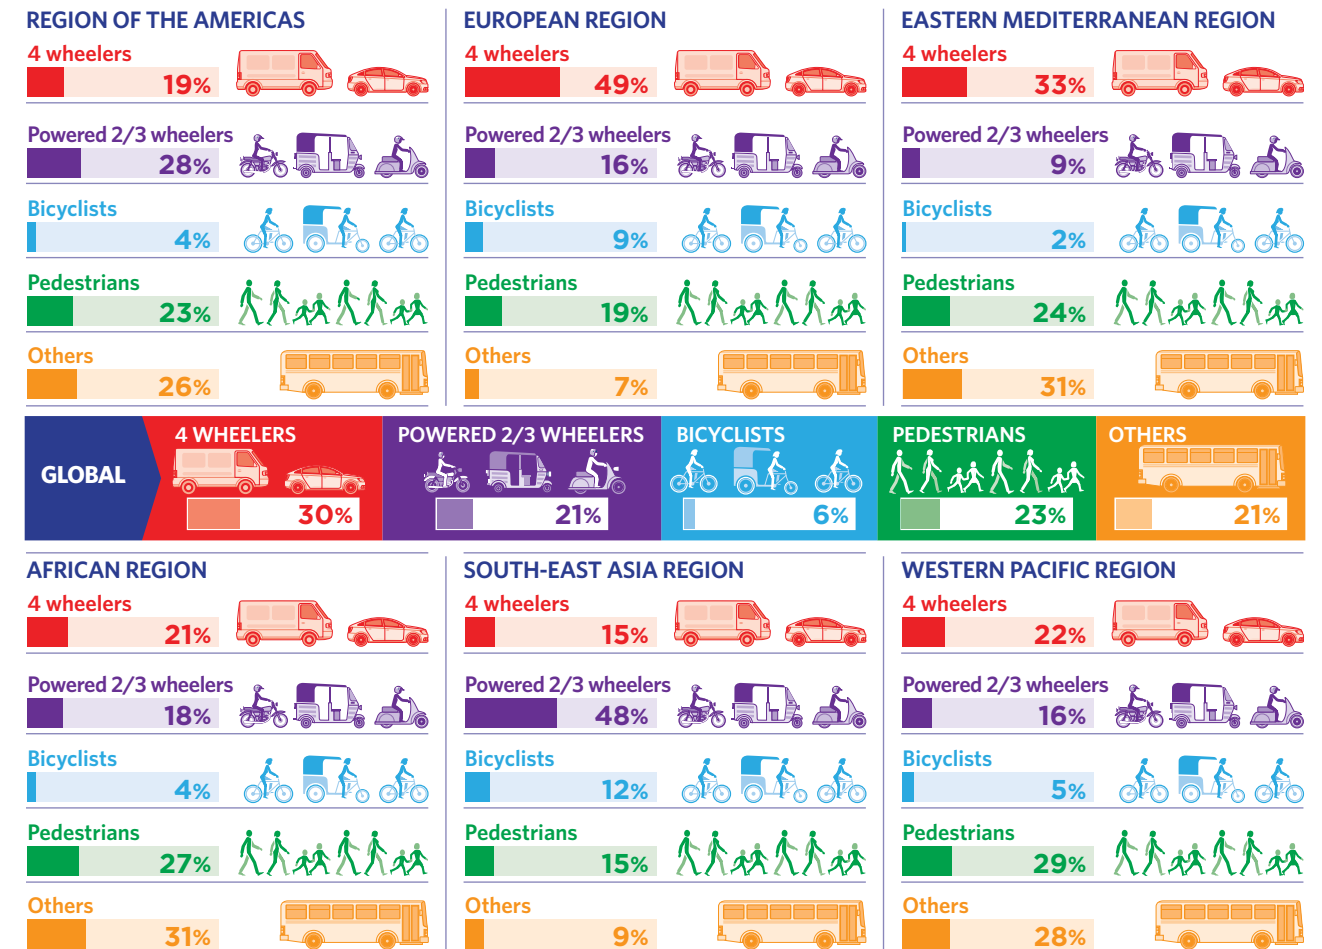 REGION OF THE AMERICAS
4 wheelers
19%
Powered 2/3 wheelers
28%
Bicyclists
4%
Pedestrians
23%
Others
26%
EUROPEAN REGION
4 wheelers
49%
Powered 2/3 wheelers
16%
Bicyclists
9%
Pedestrians
19%
Others
7%
EASTERN MEDITERRANEAN REGION
4 wheelers
33%
Powered 2/3 wheelers
9%
Bicyclists
2%
Pedestrians
24%
Others
31%
GLOBAL
4 WHEELERS
30%
POWERED 2/3 WHEELERS
21%
BICYCLISTS
6%
PEDESTRIANS
23%
OTHERS
21%
AFRICAN REGION
4 wheelers
21%
Powered 2/3 wheelers
18%
Bicyclists
4%
Pedestrians
27%
Others
31%
SOUTH-EAST ASIA REGION
4 wheelers
15%
Powered 2/3 wheelers
48%
Bicyclists
12%
Pedestrians
15%
Others
9%
WESTERN PACIFIC REGION
4 wheelers
22%
Powered 2/3 wheelers
16%
Bicyclists
5%
Pedestrians
29%
Others
28%